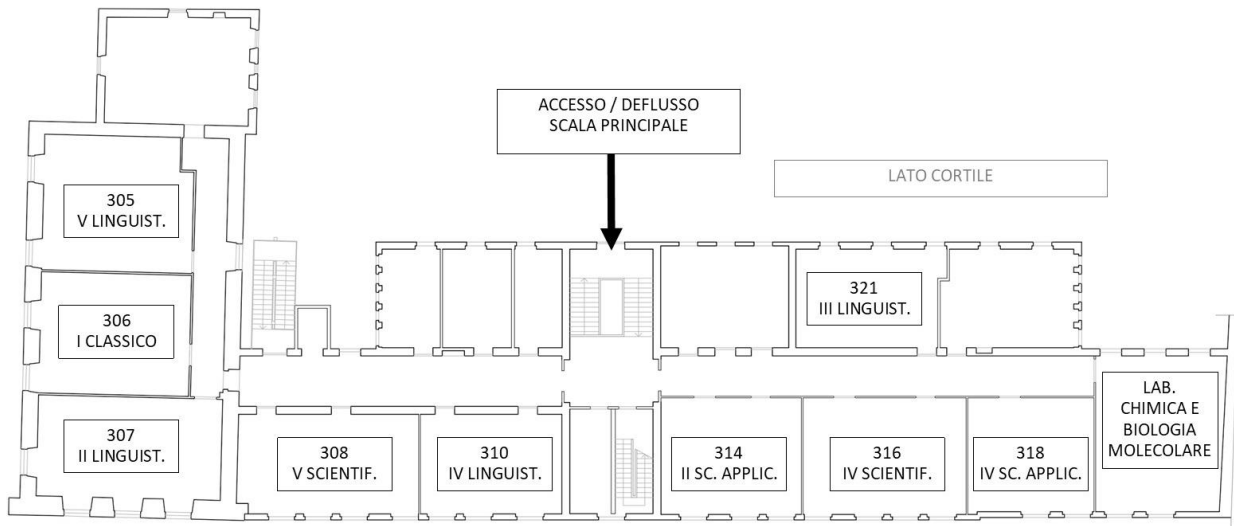 ACCESSO / DEFLUSSO
SCALA PRINCIPALE
LATO CORTILE
305
V LINGUIST.
306
I CLASSICO
307
II LINGUIST.
308
V SCIENTIF.
310
IV LINGUIST.
321
III LINGUIST.
314
II SC. APPLIC.
316
IV SCIENTIF.
318
IV SC. APPLIC.
LAB.
CHIMICA E
BIOLOGIA
MOLECOLARE